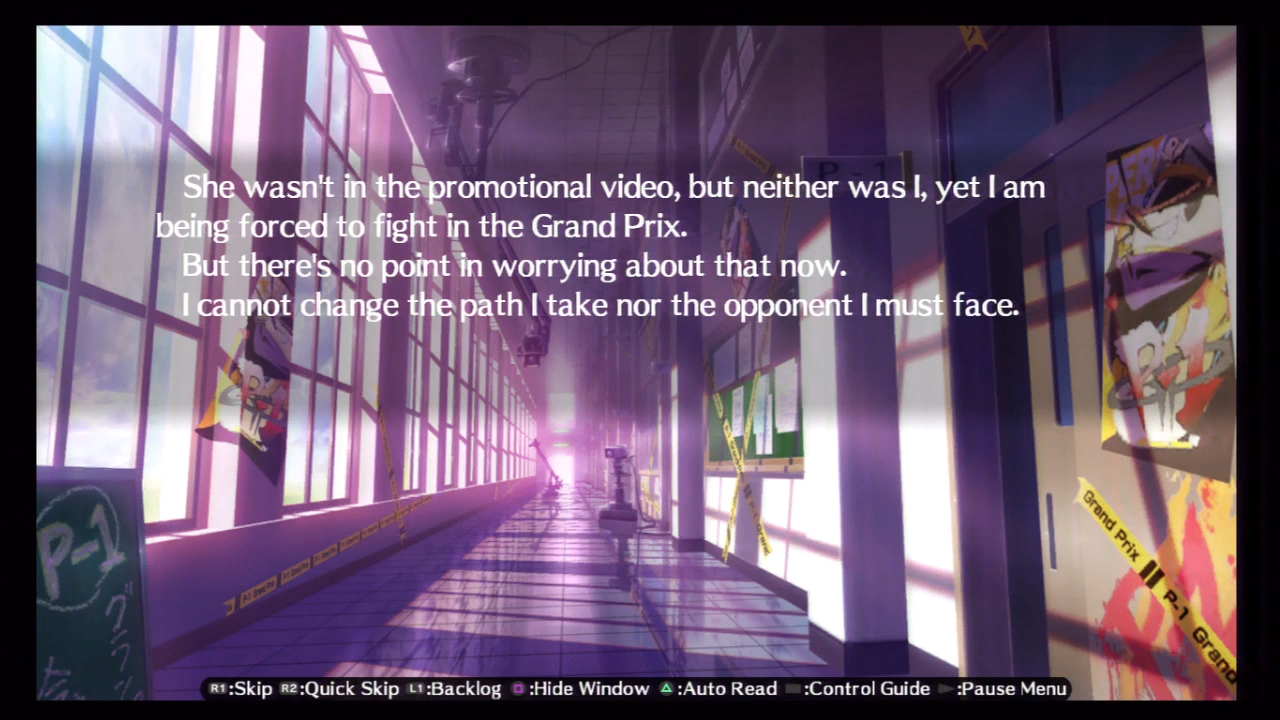 P-1
She wasn't in the promotional video, but neither was I, yet I am
being forced to fight in the Grand Prix.
But there's no point in worrying about that now.
I cannot change the path I take nor the opponent I must face.
P-1
グラ
Grand Prix
P-1 Grand
R1:Skip R2:Quick Skip L1:Backlog :Hide Window :Auto Read :Control Guide :Pause Menu